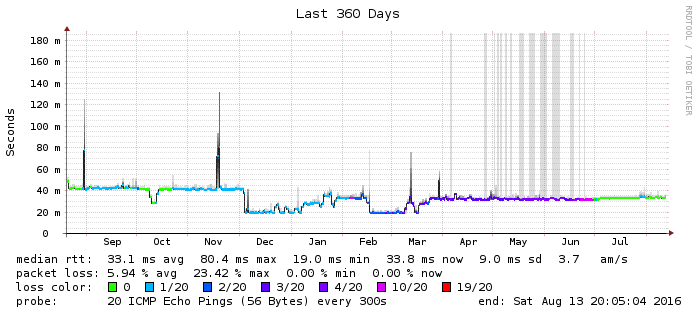 Last 360 Days
RRDTOOL / TOBI OETIKER
Seconds
180 m
160 m
140 m
120 m
100 m
80 m
60 m
40 m
20 m
0
Sep Oct Nov Dec Jan Feb Mar Apr May Jun Jul
median rtt: 33.1 ms avg 80.4 ms max 19.0 ms min 33.8 ms now 9.0 ms sd 3.7 am/s
packet loss: 5.94 % avg 23.42 % max 0.00 % min 0.00 % now
loss color: 0 1/20 2/20 3/20 4/20 10/20 19/20
probe: 20 ICMP Echo Pings (56 Bytes) every 300s end: Sat Aug 13 20:05:04 2016